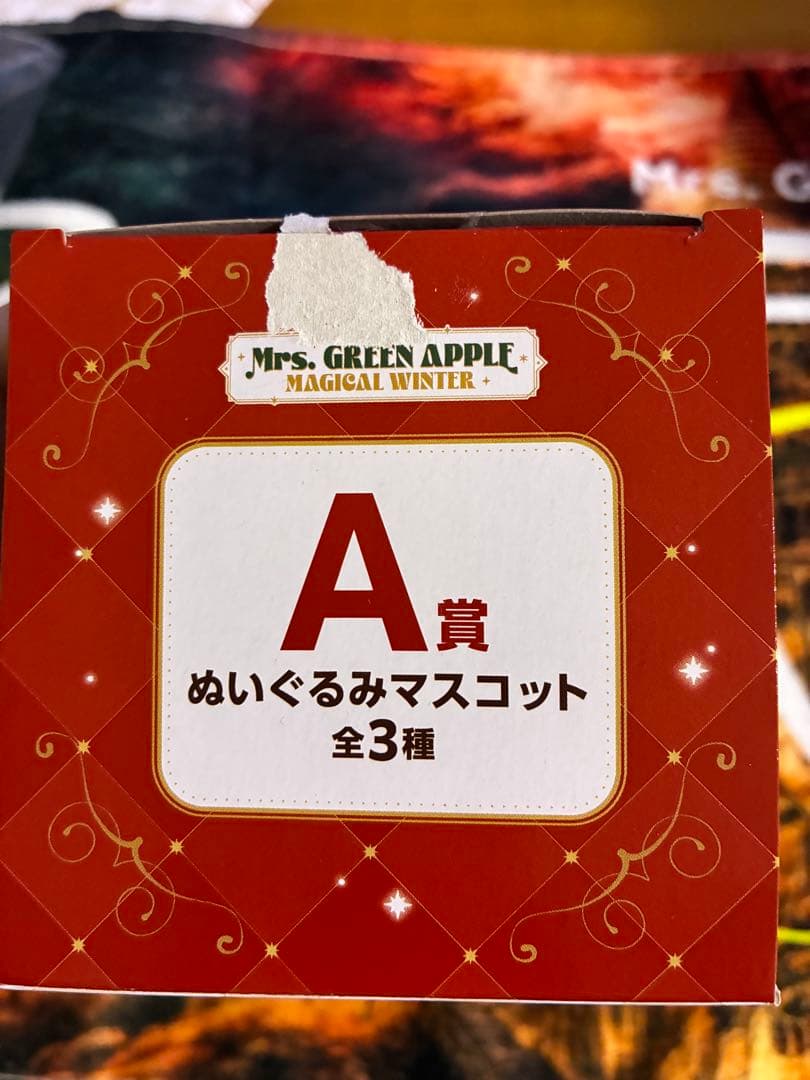 Mrs. G
Mrs. GREEN APPLE
MAGICAL WINTER
A賞
ぬいぐるみマスコット
全3種